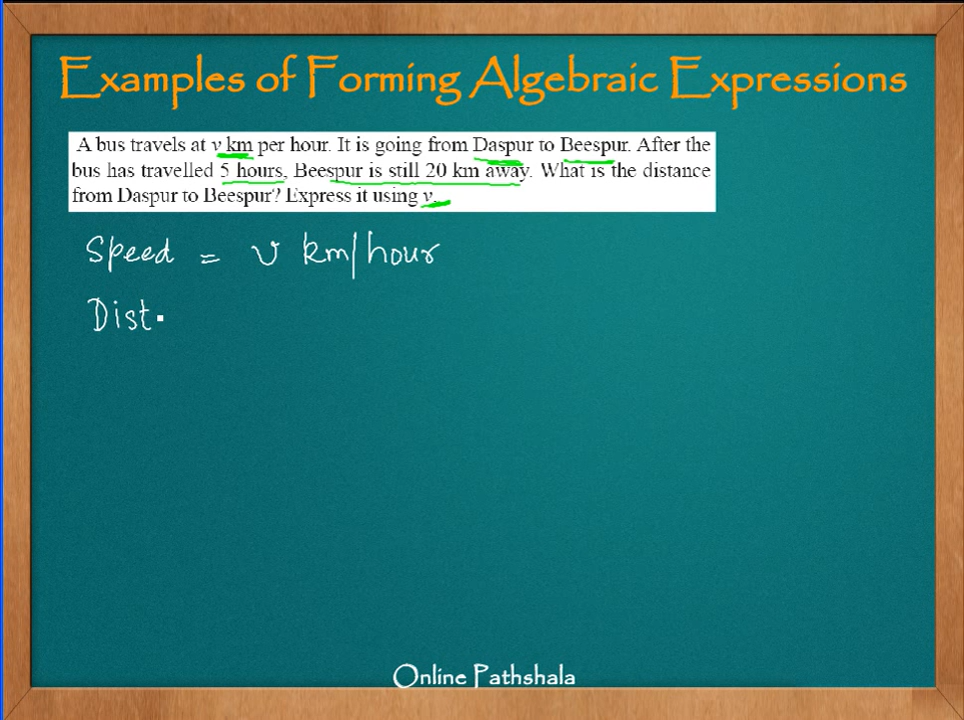 Examples of Forming Algebraic Expressions
A bus travels at v km per hour. It is going from Daspur to Beespur. After the
bus has travelled 5 hours, Beespur is still 20 km away. What is the distance
from Daspur to Beespur? Express it using v.
Speed = v km/hour
Dist.
Online Pathshala